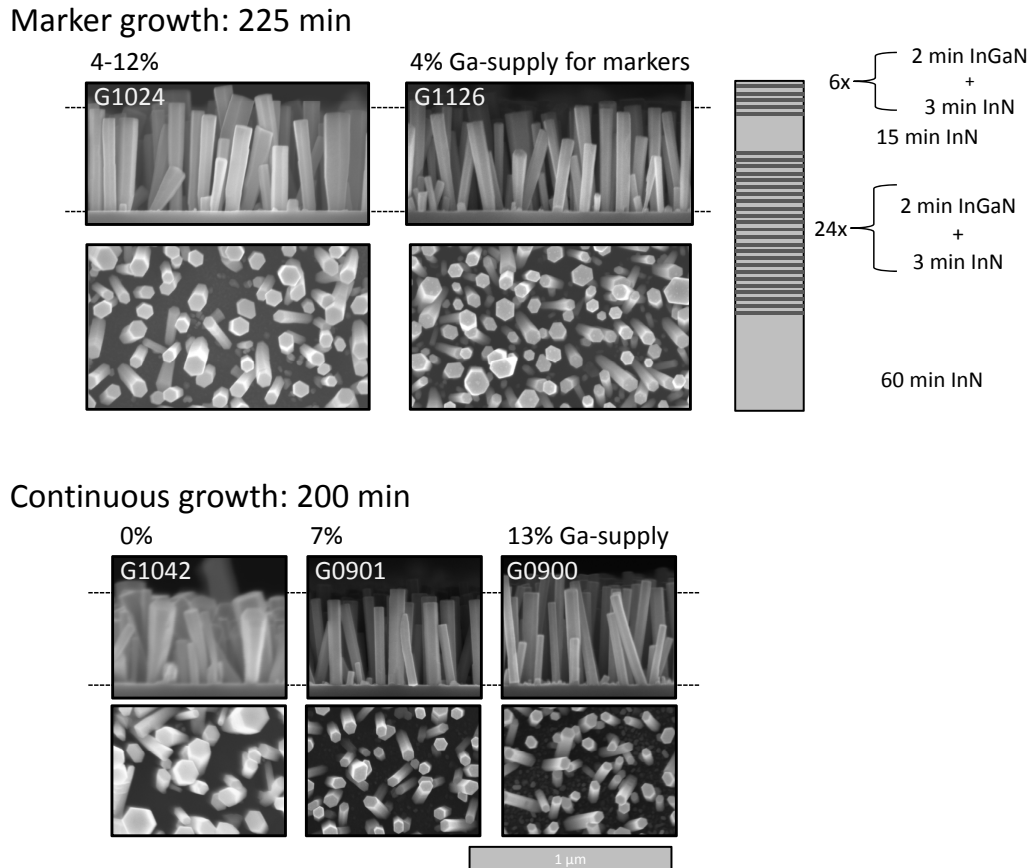 Marker growth: 225 min
4-12%
4% Ga-supply for markers
G1024
G1126
6x
2 min InGaN
+
3 min InN
15 min InN
24x
2 min InGaN
+
3 min InN
60 min InN
Continuous growth: 200 min
0%
7%
13% Ga-supply
G1042
G0901
G0900
1 µm